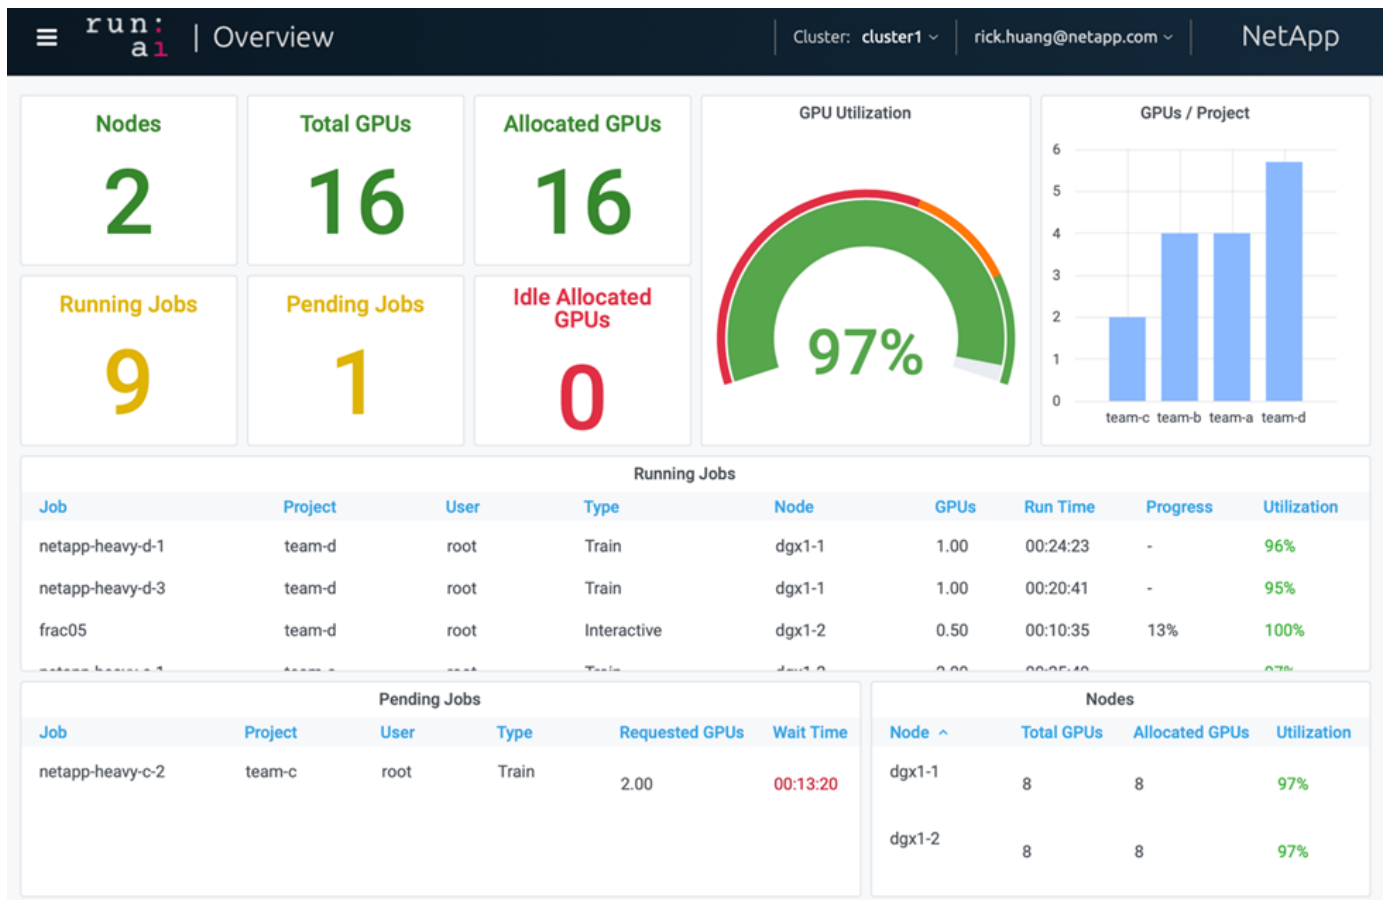 run: ai | Overview Cluster: cluster1 rick.huang@netapp.com NetApp
Nodes
2
Total GPUs
16
Allocated GPUs
16
Running Jobs
9
Pending Jobs
1
Idle Allocated
GPUs
0
GPU Utilization
97%
GPUs / Project
6
5
4
3
2
1
0
team-c team-b team-a team-d
Running Jobs
Job Project User Type Node GPUs Run Time Progress Utilization
netapp-heavy-d-1 team-d root Train dgx1-1 1.00 00:24:23 - 96%
netapp-heavy-d-3 team-d root Train dgx1-1 1.00 00:20:41 - 95%
frac05 team-d root Interactive dgx1-2 0.50 00:10:35 13% 100%
Pending Jobs
Job Project User Type Requested GPUs Wait Time
netapp-heavy-c-2 team-c root Train 2.00 00:13:20
Nodes
Node Total GPUs Allocated GPUs Utilization
dgx1-1 8 8 97%
dgx1-2 8 8 97%